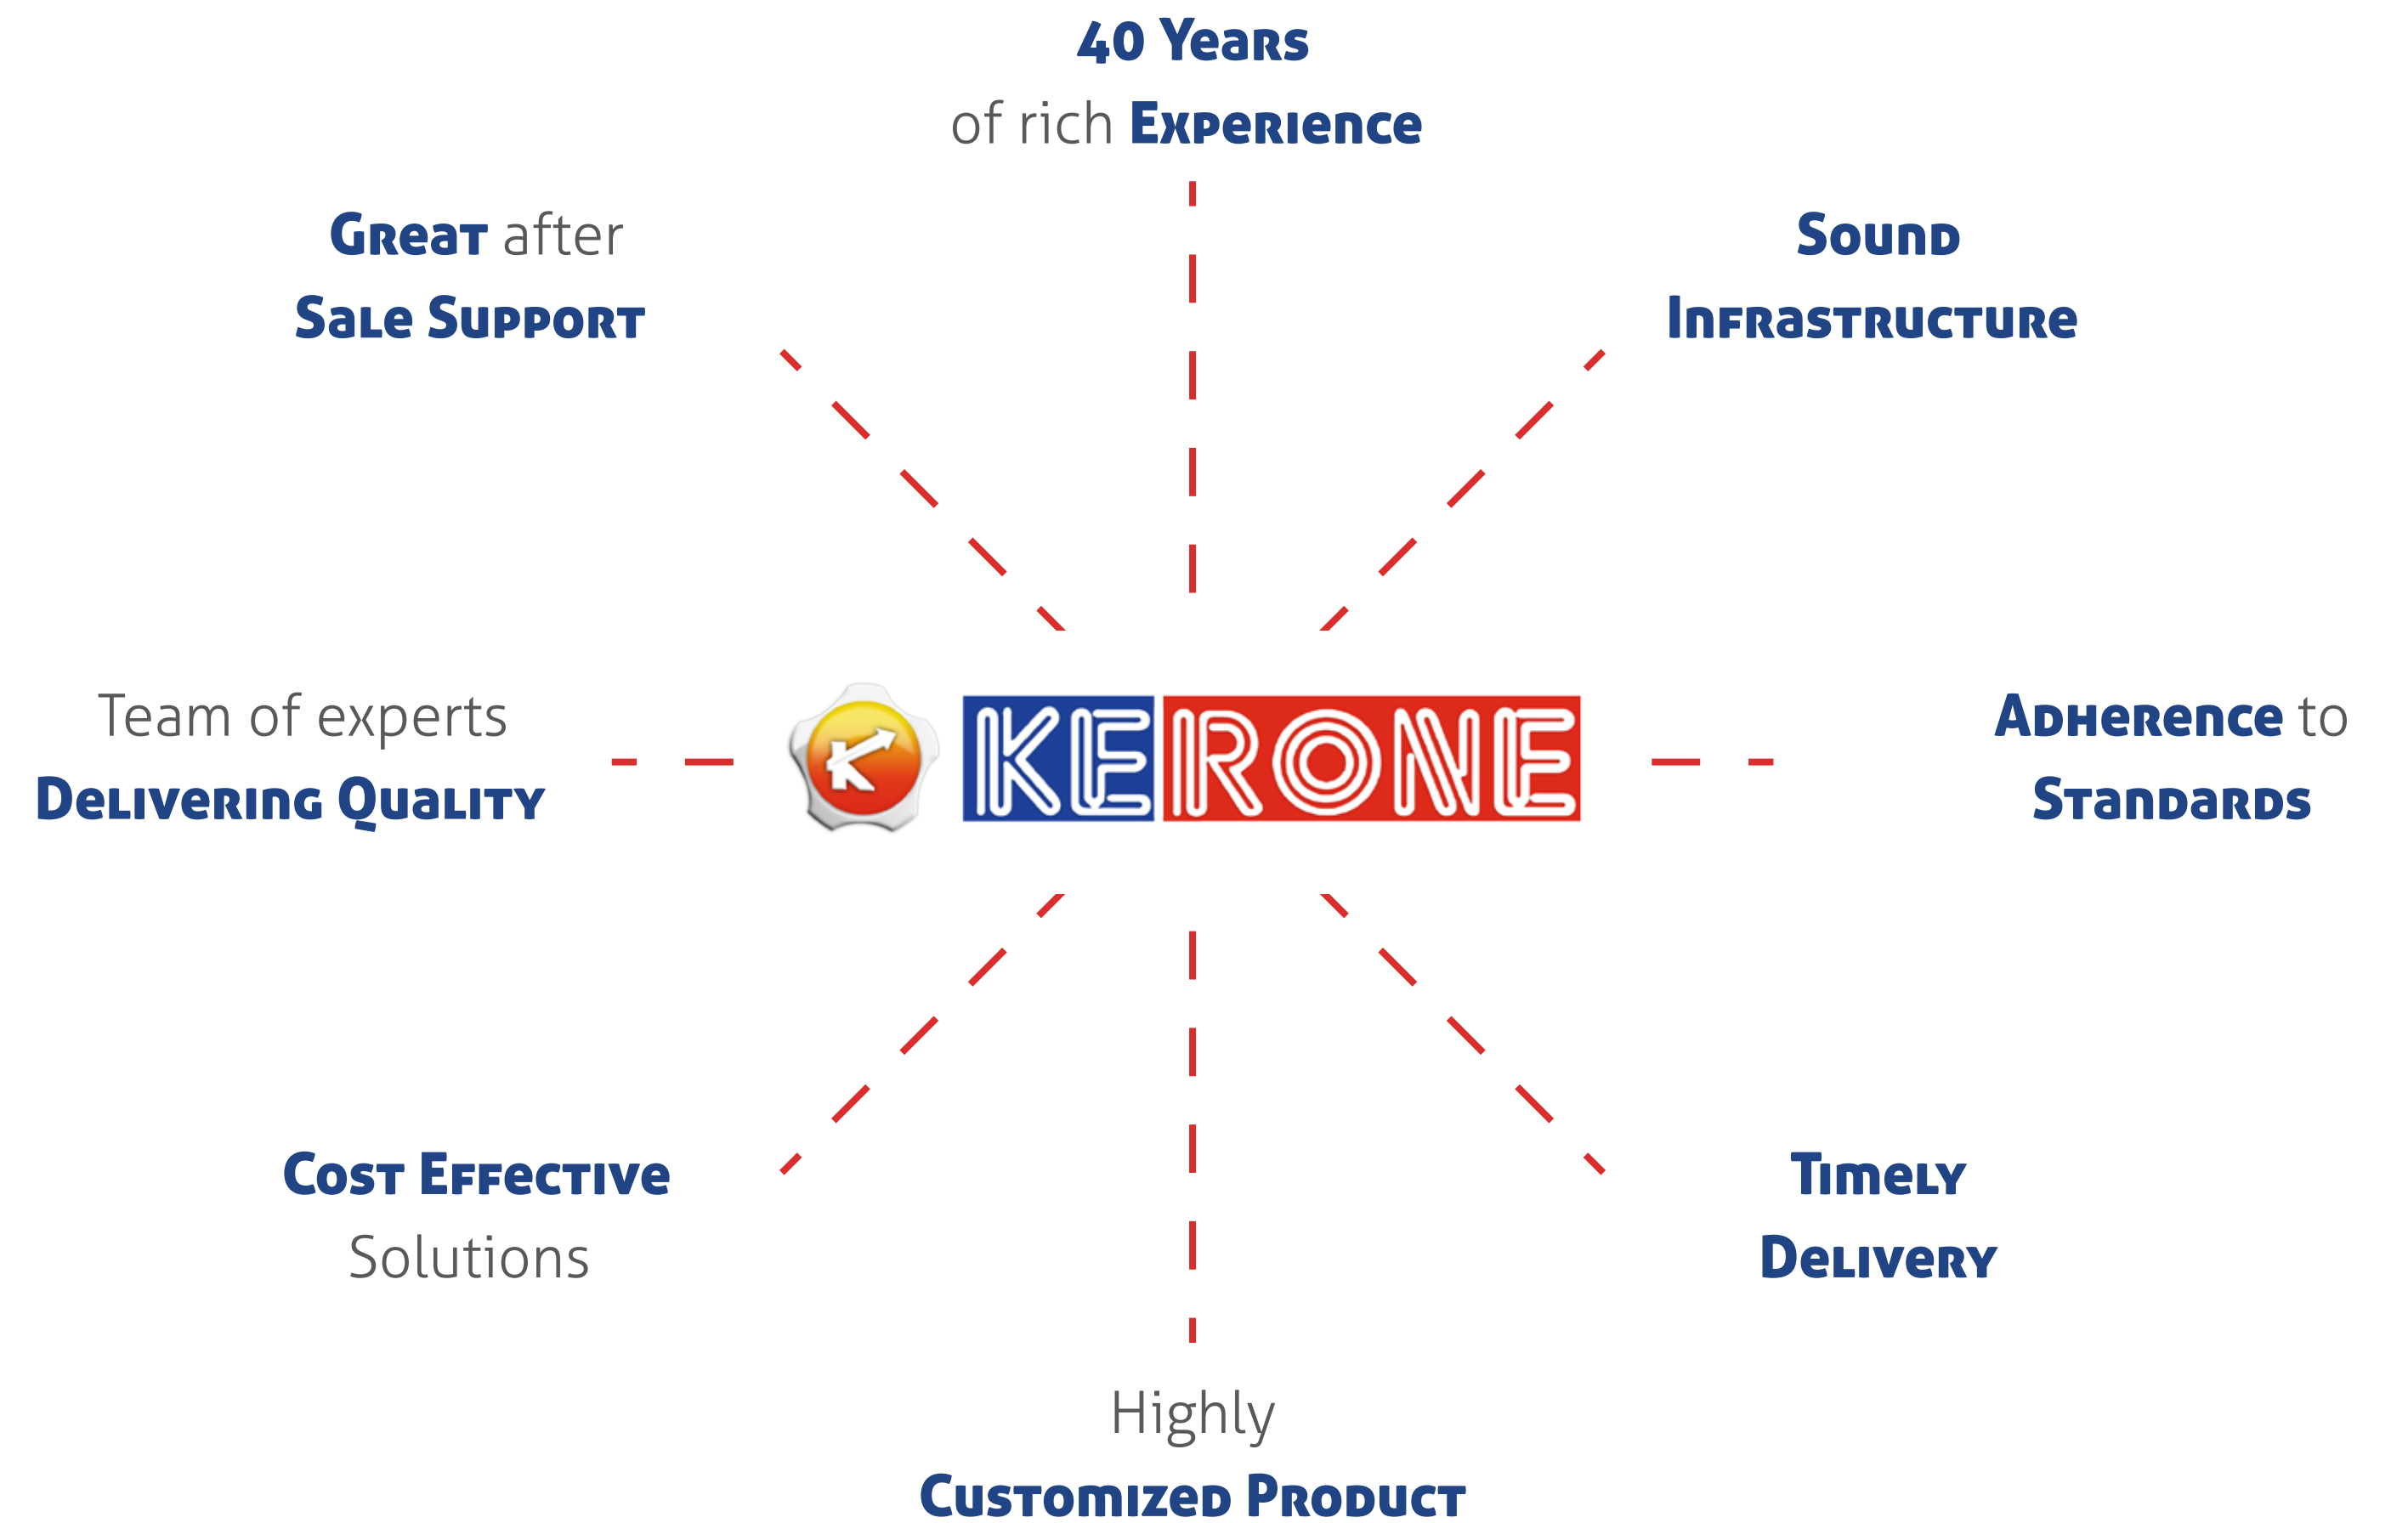 40 Years
of rich Experience
Great after
Sale Support
Sound
Infrastructure
Team of experts
Delivering Quality
K KERONE
Adherence to
Standards
Cost Effective
Solutions
Timely
Delivery
Highly
Customized Product